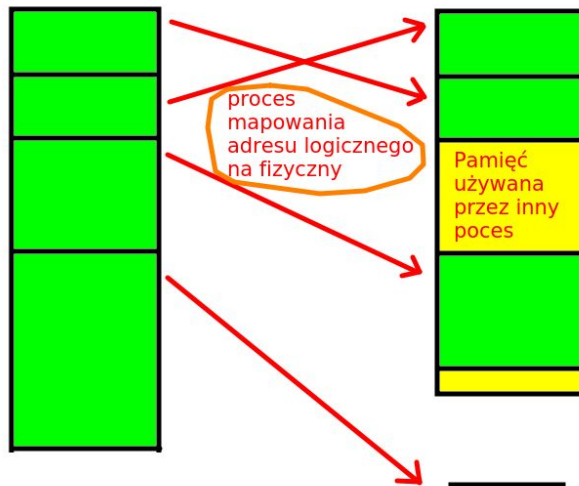 proces
mapowania
adresu logicznego
na fizyczny
Pamięć
używana
przez inny
poces